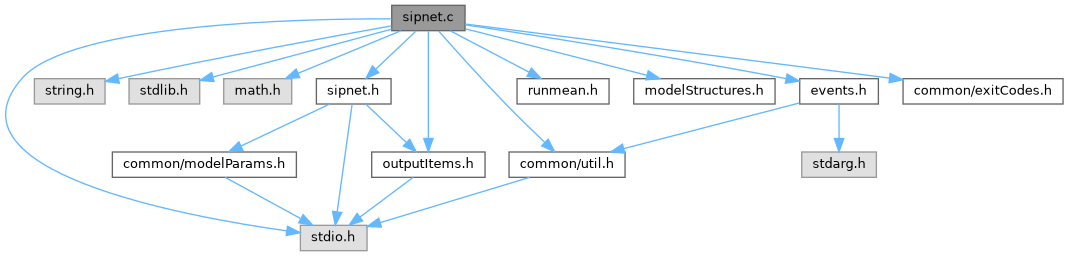 sipnet.c
string.h
stdlib.h
math.h
sipnet.h
runmean.h
modelStructures.h
events.h
common/exitCodes.h
common/modelParams.h
outputItems.h
common/util.h
stdarg.h
stdio.h